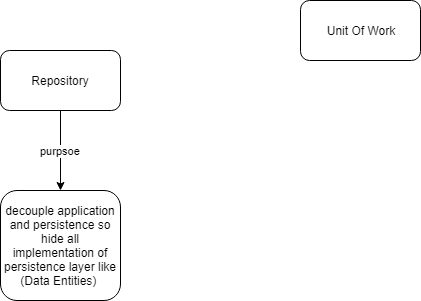 Unit Of Work
Repository
purpsoe
decouple application
and persistence so
hide all
implementation of
persistence layer like
(Data Entities)